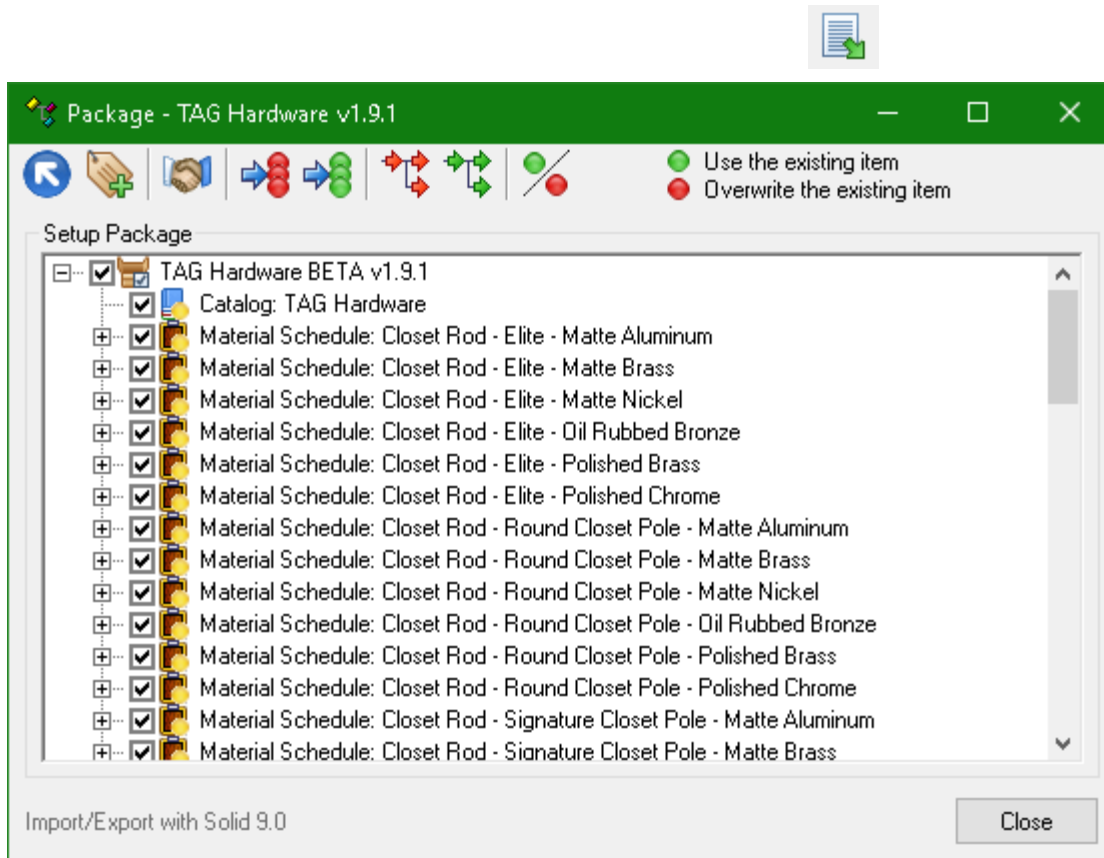 Package - TAG Hardware v1.9.1
Use the existing item
Overwrite the existing item
Setup Package
TAG Hardware BETA v1.9.1
Catalog: TAG Hardware
Material Schedule: Closet Rod - Elite - Matte Aluminum
Material Schedule: Closet Rod - Elite - Matte Brass
Material Schedule: Closet Rod - Elite - Matte Nickel
Material Schedule: Closet Rod - Elite - Oil Rubbed Bronze
Material Schedule: Closet Rod - Elite - Polished Brass
Material Schedule: Closet Rod - Elite - Polished Chrome
Material Schedule: Closet Rod - Round Closet Pole - Matte Aluminum
Material Schedule: Closet Rod - Round Closet Pole - Matte Brass
Material Schedule: Closet Rod - Round Closet Pole - Matte Nickel
Material Schedule: Closet Rod - Round Closet Pole - Oil Rubbed Bronze
Material Schedule: Closet Rod - Round Closet Pole - Polished Brass
Material Schedule: Closet Rod - Round Closet Pole - Polished Chrome
Material Schedule: Closet Rod - Signature Closet Pole - Matte Aluminum
Material Schedule: Closet Rod - Signature Closet Pole - Matte Brass
Import/Export with Solid 9.0
Close